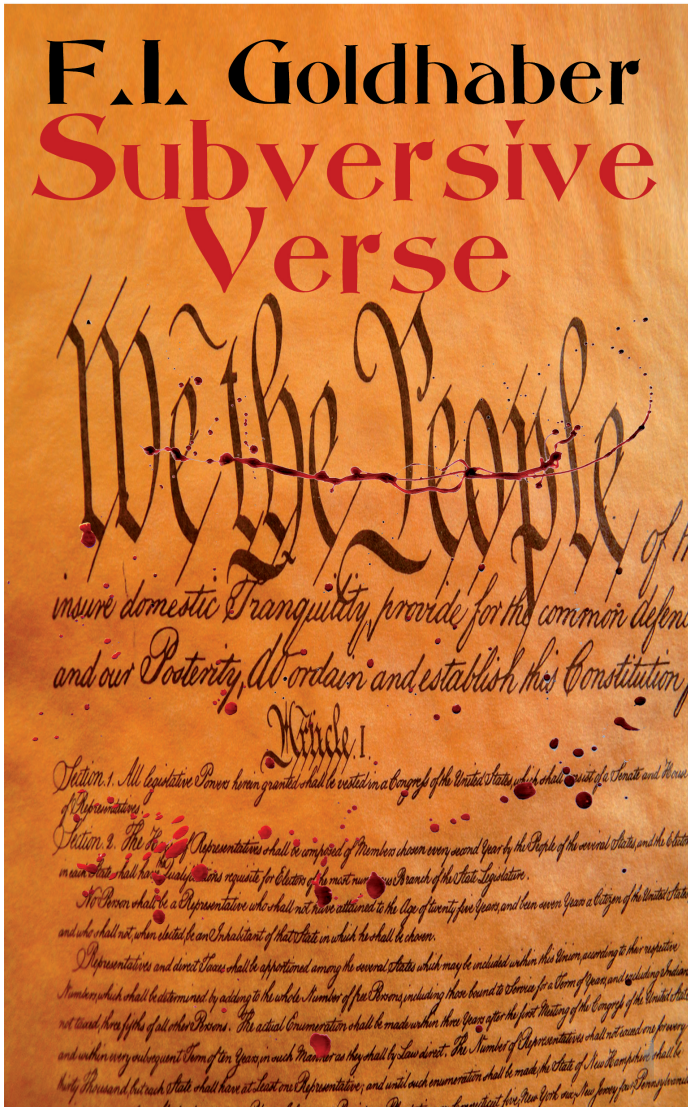 F.I. Goldhaber
Subversive
Verse
We the People
of
insure domestic Tranquility, provide for the common defenc
and our Posterity, do ordain and establish this Constitution
Article I.
Section. 1. All legislative Powers herein granted shall be vested in a Congress of the United States, which shall consist of a Senate and House
of Representatives.
Section. 2. The H of Representatives shall be composed of Members chosen every second Year by the People of the several States, and the Elector
in each State shall have Qualifications requisite for Electors of the most numerous Branch of the State Legislature.
No Person shall be a Representative who shall not have attained to the Age of twenty five Years, and been seven Years a Citizen of the United States
and who shall not, when elected, be an Inhabitant of that State in which he shall be chosen.
Representatives and direct Taxes shall be apportioned among the several States which may be included within this Union, according to their respective
Numbers, which shall be determined by adding to the whole Number of free Persons, including those bound to Service for a Term of Years, and excluding Indians
not taxed, three fifths of all other Persons. The actual Enumeration shall be made within three Years after the first Meeting of the Congress of the United States
and within every subsequent Term of ten Years, in such Manner as they shall by Law direct. The Number of Representatives shall not exceed one for every
thirty Thousand, but each State shall have at Least one Representative; and until such enumeration shall be made, the State of New Hampshire shall be
New York six, New Jersey four, Pennsylvania